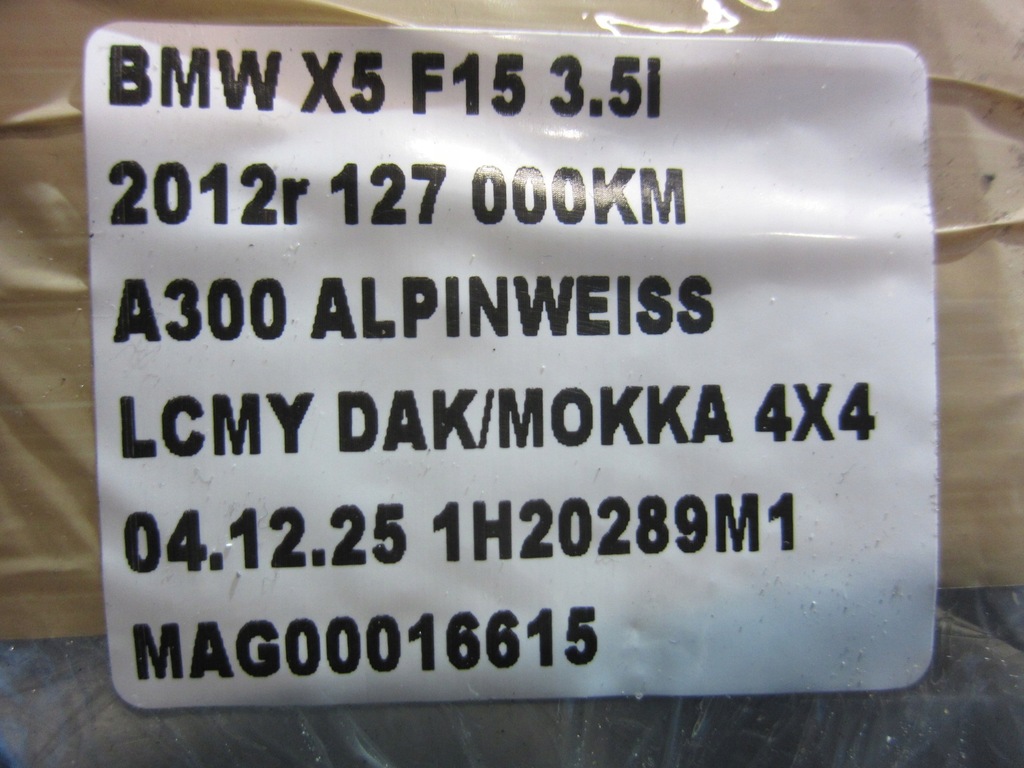 BMW X5 F15 3.5i
2012r 127 000KM
A300 ALPINWEISS
LCMY DAK/MOKKA 4X4
04.12.25 1H20289M1
MAG00016615